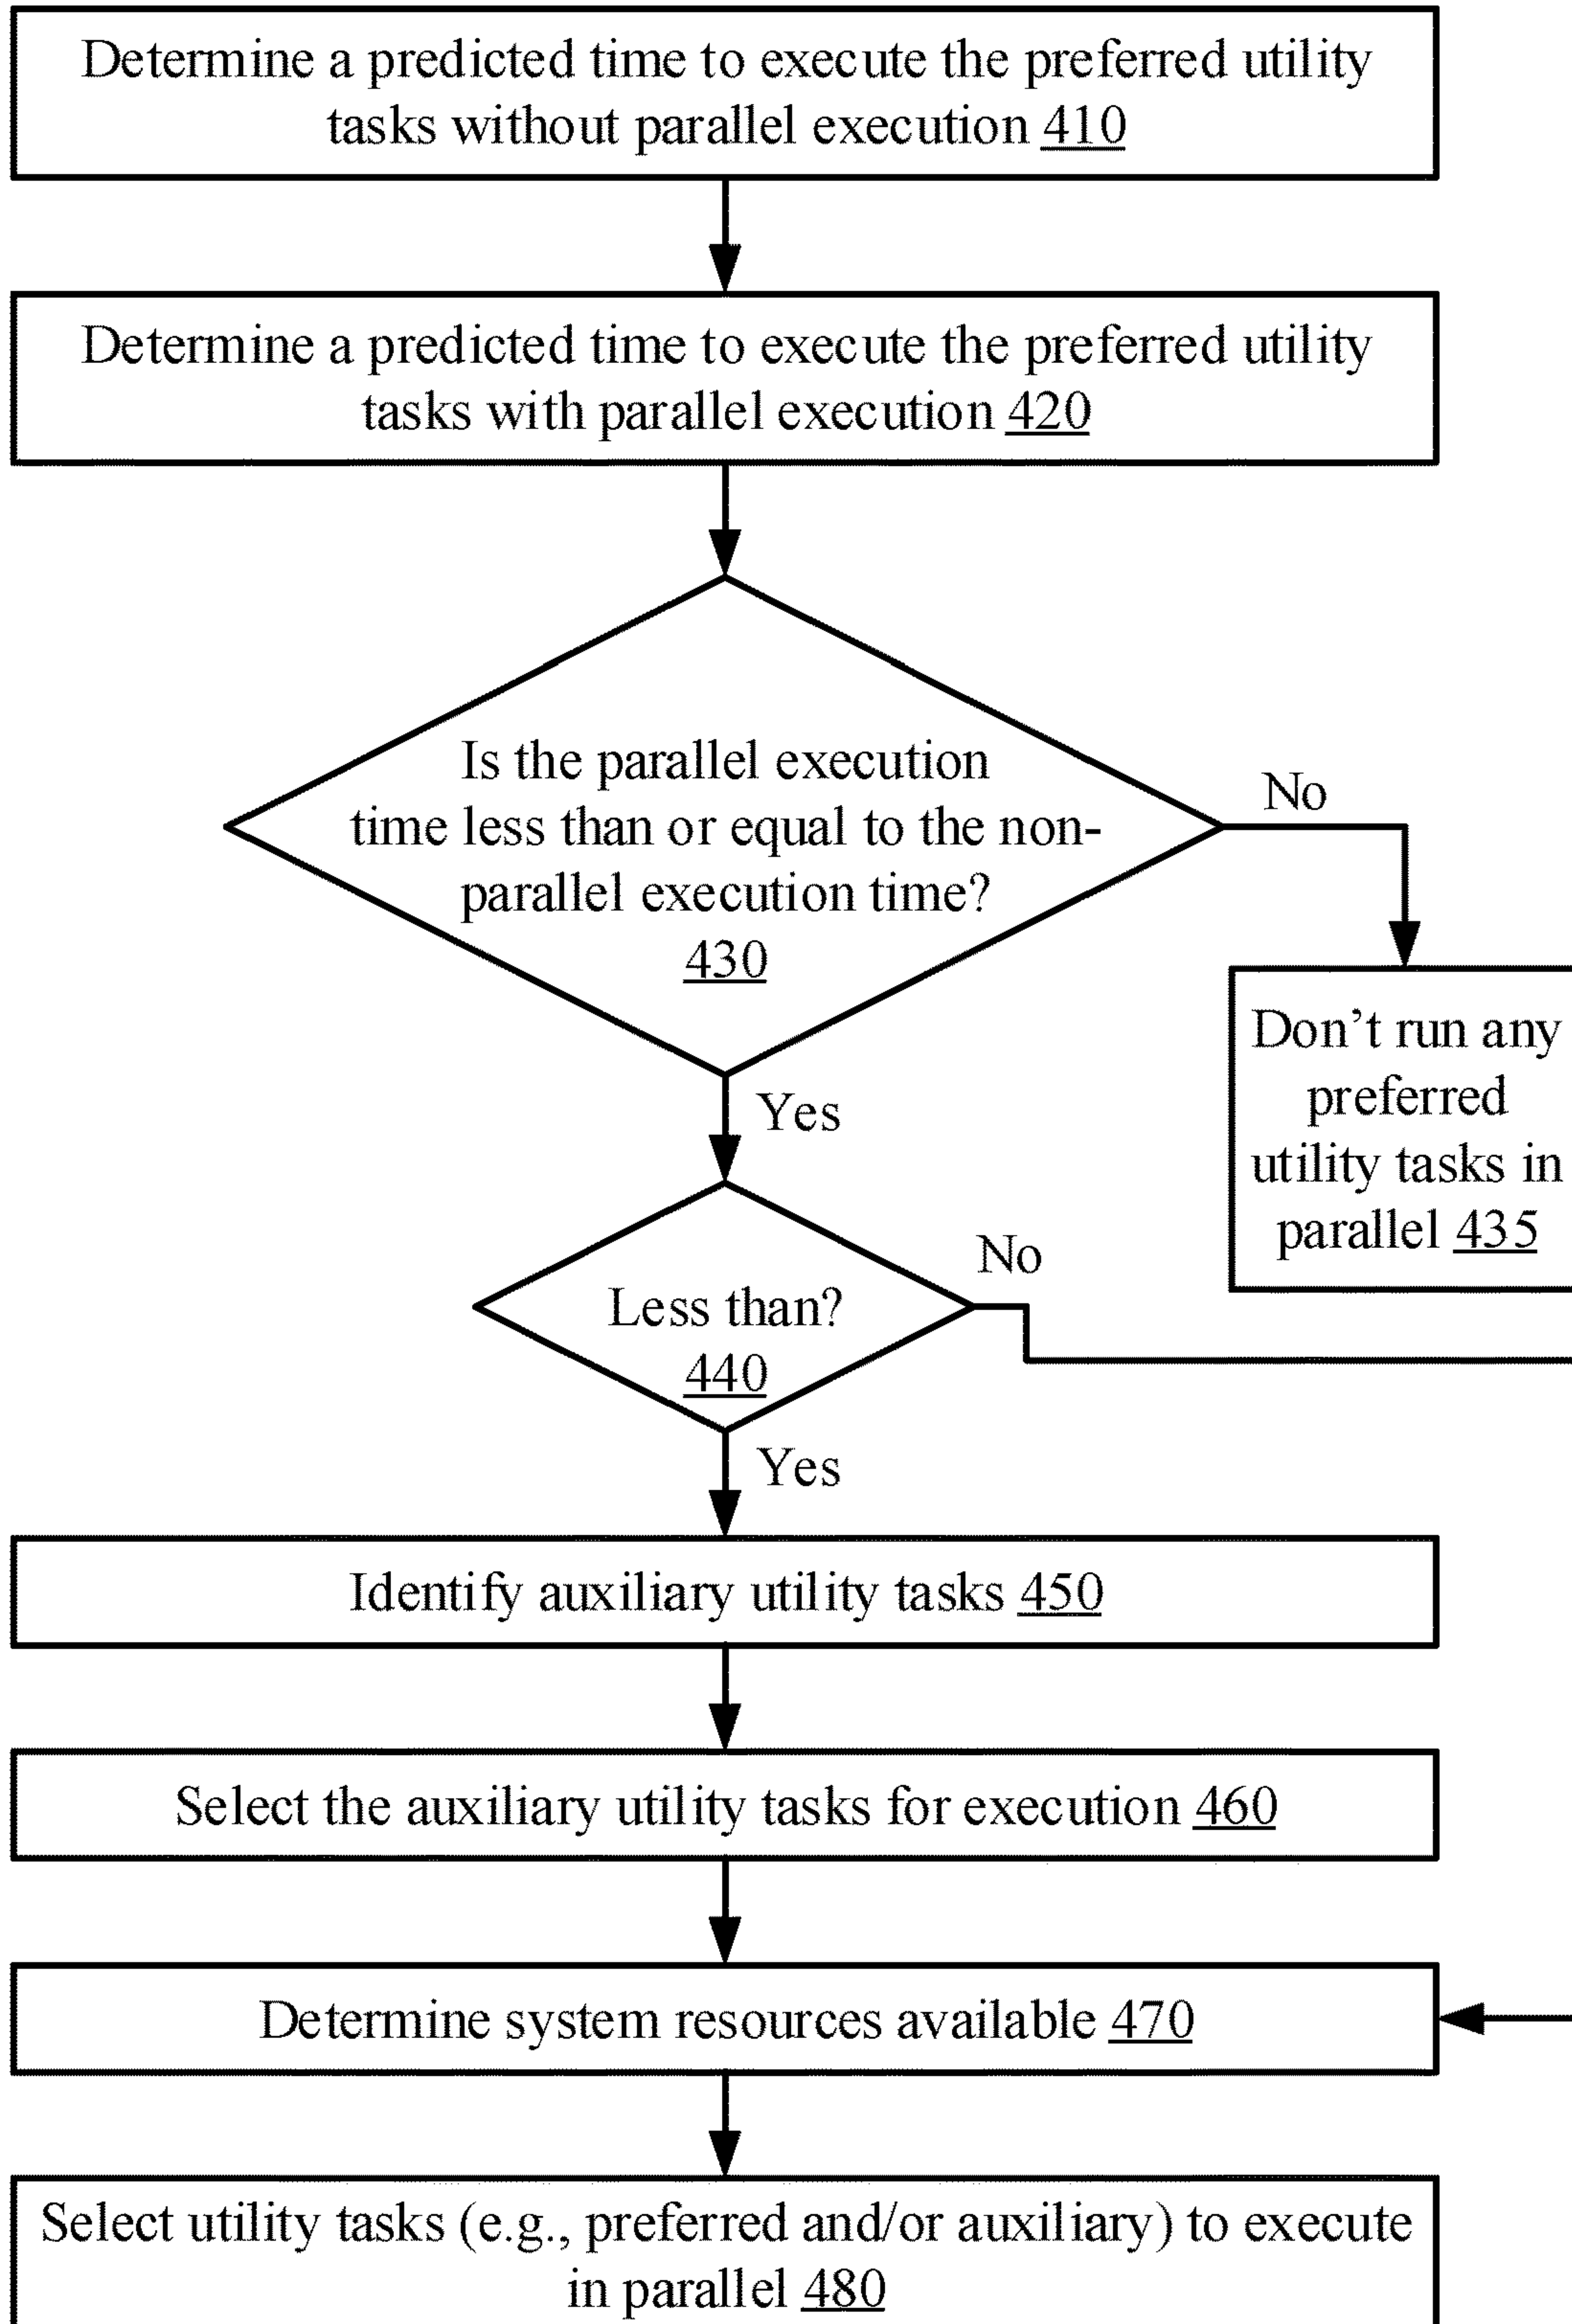 Determine a predicted time to execute the preferred utility
tasks without parallel execution 410
Determine a predicted time to execute the preferred utility
tasks with parallel execution 420
Is the parallel execution
time less than or equal to the non-
parallel execution time?
430
No
Don't run any
preferred
utility tasks in
parallel 435
Yes
Less than?
440
No
Yes
Identify auxiliary utility tasks 450
Select the auxiliary utility tasks for execution 460
Determine system resources available 470
Select utility tasks (e.g., preferred and/or auxiliary) to execute
in parallel 480